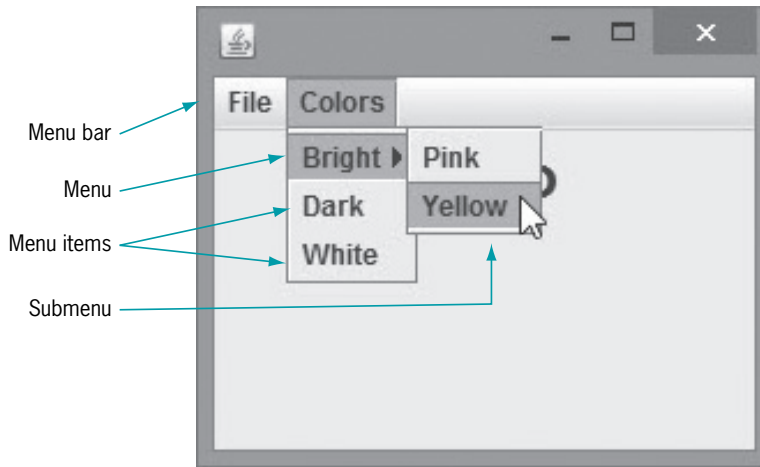 File Colors
Menu bar
Bright Pink
Menu
Dark Yellow
Menu items
White
Submenu